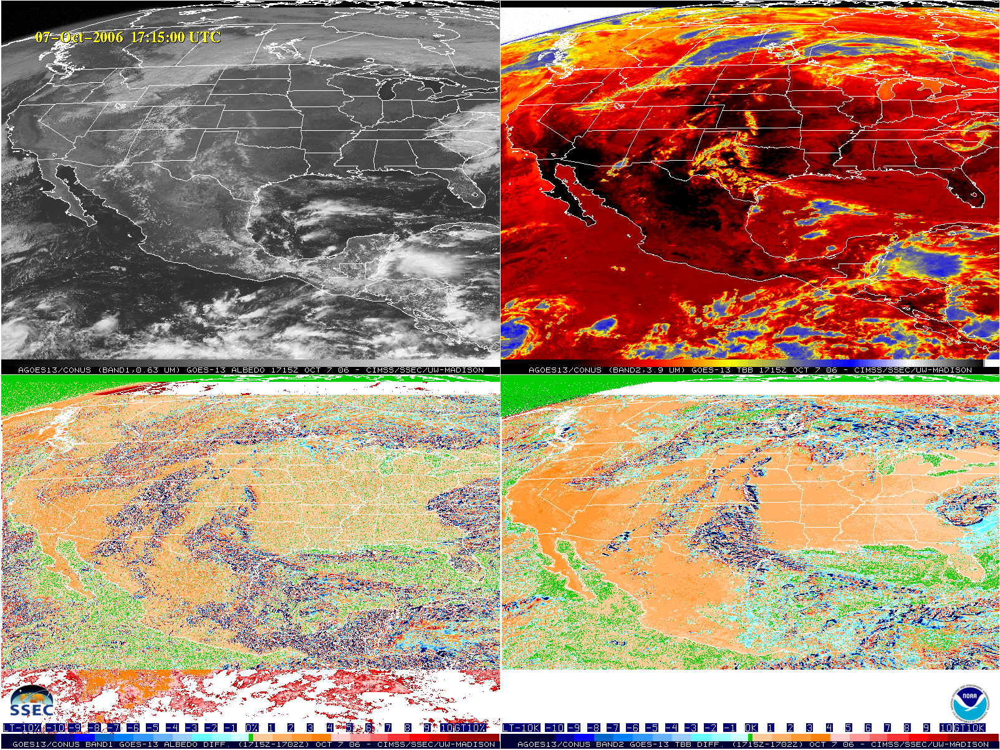 07-Oct-2006 17:15:00 UTC
AGOES13/CONUS (BAND1,0.63 UM) GOES-13 ALBEDO 1715Z OCT 7 06 - CIMSS/SSEC/UW-MADISON
AGOES13/CONUS (BAND2,3.9 UM) GOES-13 TBB 1715Z OCT 7 06 - CIMSS/SSEC/UW-MADISON
SSEC
NOAA
LT-10% -10 -9 -8 -7 -6 -5 -4 -3 -2 -1 0% 1 2 3 4 5 6 7 8 9 10 GT10%
LT-10K -10 -9 -8 -7 -6 -5 -4 -3 -2 -1 0K 1 2 3 4 5 6 7 8 9 10 GT10K
GOES13/CONUS BAND1 GOES-13 ALBEDO DIFF. (1715Z-1702Z) OCT 7 06 - CIMSS/SSEC/UW-MADISON
AGOES13/CONUS BAND2 GOES-13 TBB DIFF. (1715Z-1702Z) OCT 7 06 - CIMSS/SSEC/UW-MADISON